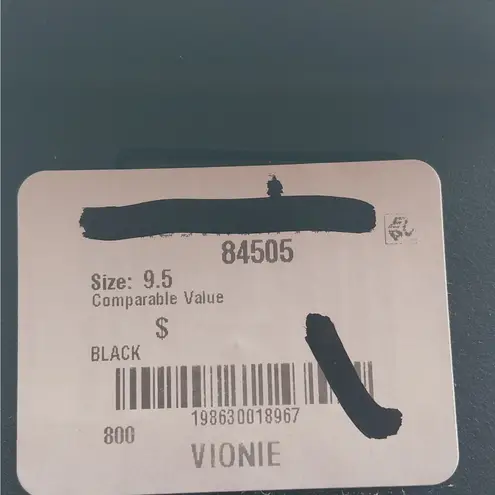 84505
Size: 9.5
Comparable Value
$
BLACK
198630018967
800
VIONIE